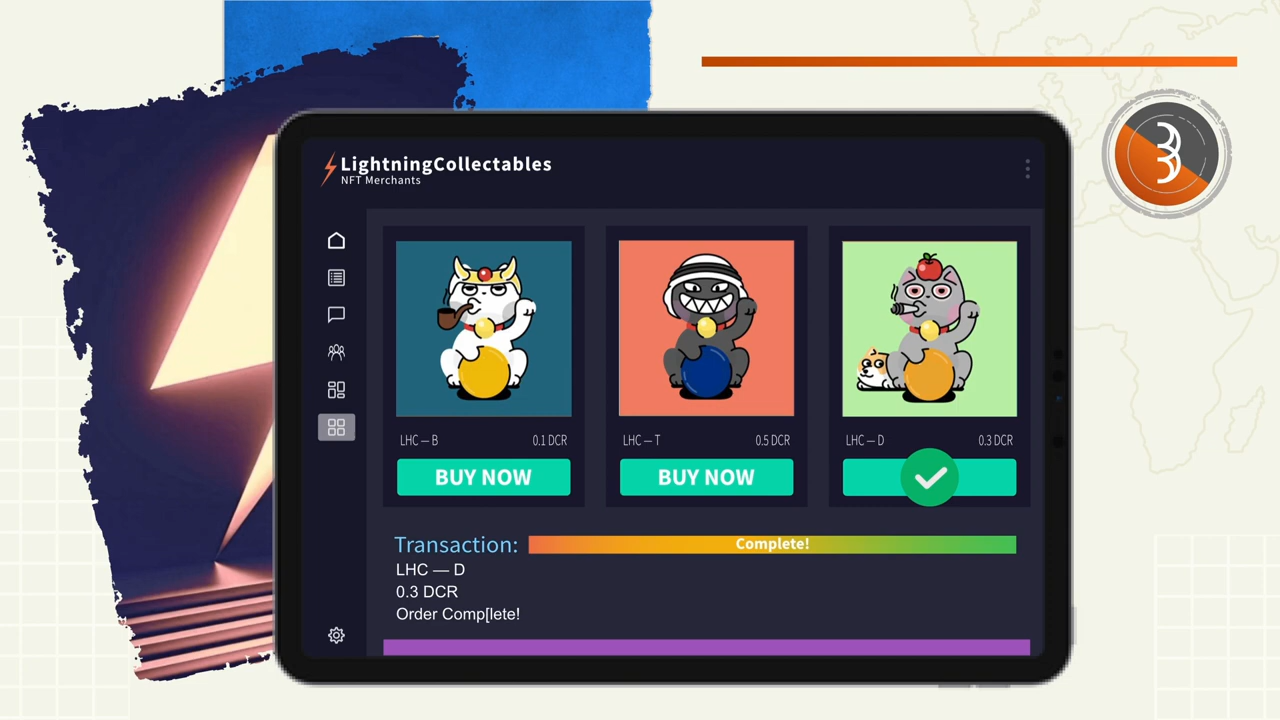 LightningCollectables
NFT Merchants
LHC — B 0.1 DCR
BUY NOW
LHC — T 0.5 DCR
BUY NOW
LHC — D 0.3 DCR
Transaction: Complete!
LHC — D
0.3 DCR
Order Comp[lete!